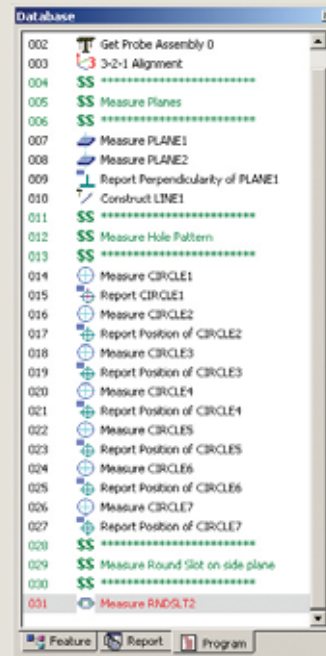 Database
002 Get Probe Assembly 0
003 3-2-1 Alignment
004 $$ ************************
005 $$ Measure Planes
006 $$ ************************
007 Measure PLANE1
008 Measure PLANE2
009 Report Perpendicularity of PLANE1
010 Construct LINE1
011 $$ ************************
012 $$ Measure Hole Pattern
013 $$ ************************
014 Measure CIRCLE1
015 Report CIRCLE1
016 Measure CIRCLE2
017 Report Position of CIRCLE2
018 Measure CIRCLE3
019 Report Position of CIRCLE3
020 Measure CIRCLE4
021 Report Position of CIRCLE4
022 Measure CIRCLE5
023 Report Position of CIRCLE5
024 Measure CIRCLE6
025 Report Position of CIRCLE6
026 Measure CIRCLE7
027 Report Position of CIRCLE7
028 $$ ************************
029 $$ Measure Round Slot on side plane
030 $$ ************************
031 Measure RNDSLT2
Feature Report Program